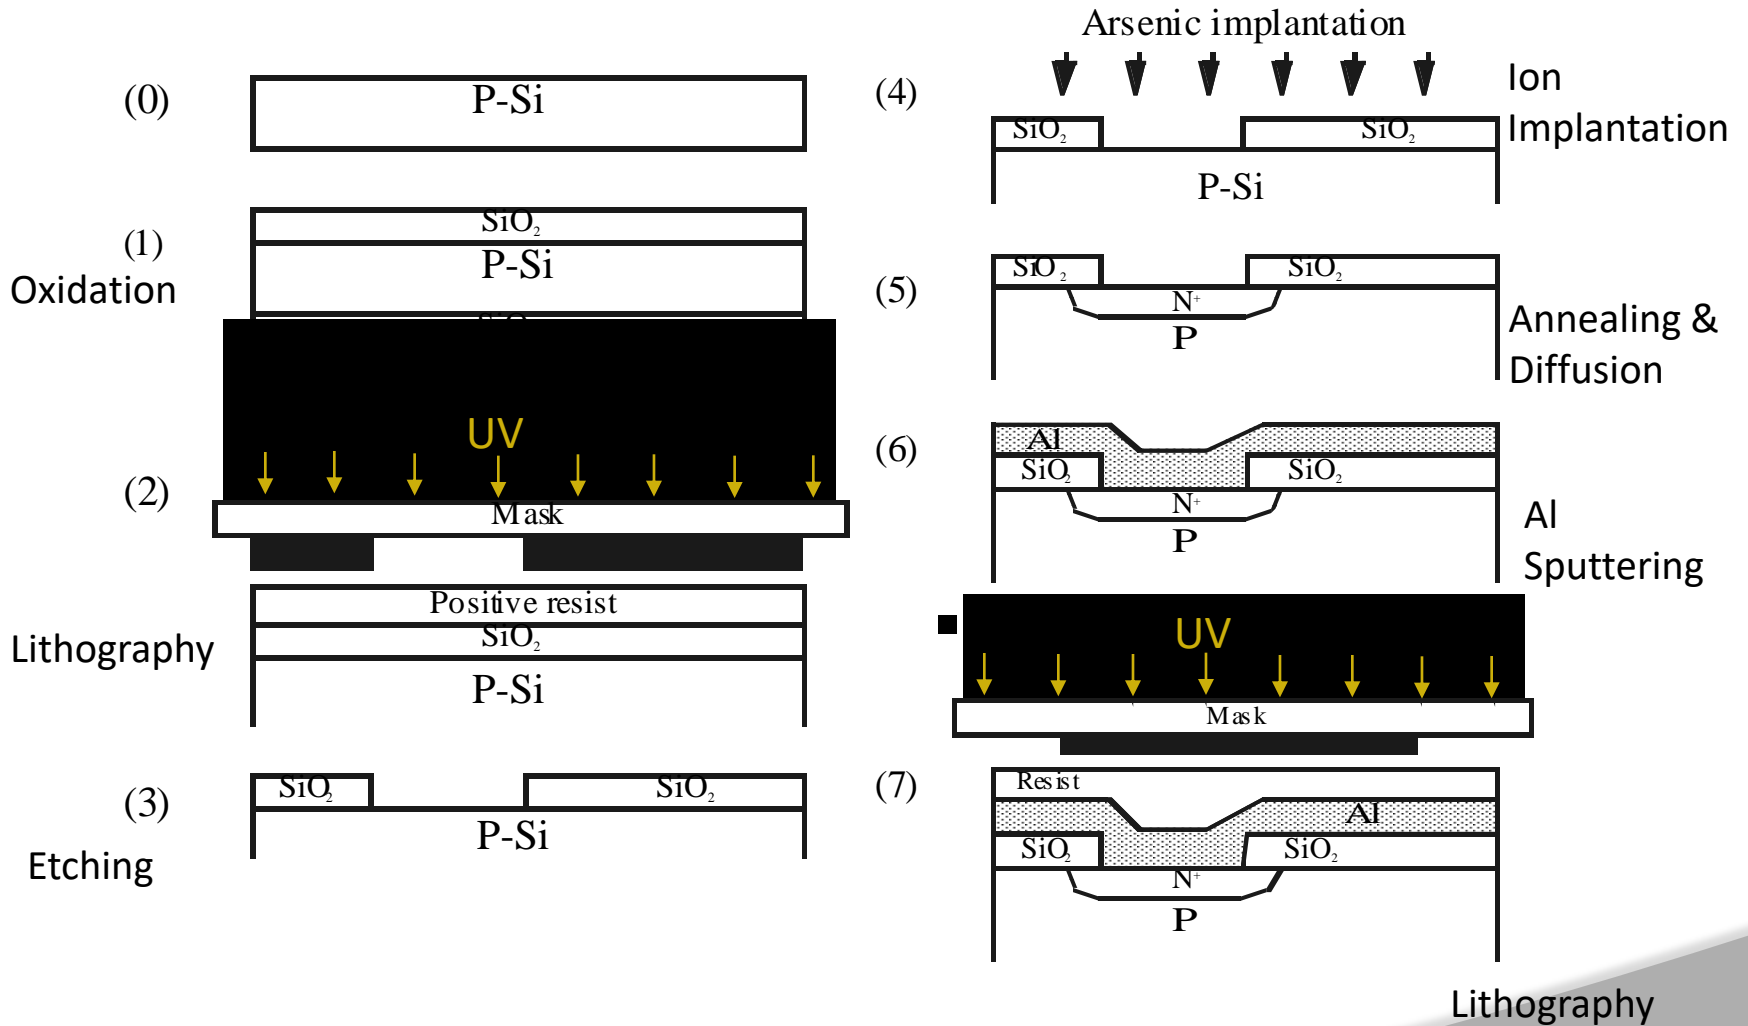 (0)
P-Si
(1)
Oxidation
SiO2
P-Si
SiO2
UV
(2)
Mask
Positive resist
SiO2
Lithography
P-Si
(3)
SiO2
SiO2
P-Si
Etching
Arsenic implantation
(4)
Ion
Implantation
SiO2
SiO2
P-Si
(5)
SiO2
SiO2
N+
P
Annealing &
Diffusion
(6)
Al
SiO2
SiO2
N+
P
Al
Sputtering
UV
Mask
(7)
Resist
Al
SiO2
SiO2
N+
P
Lithography